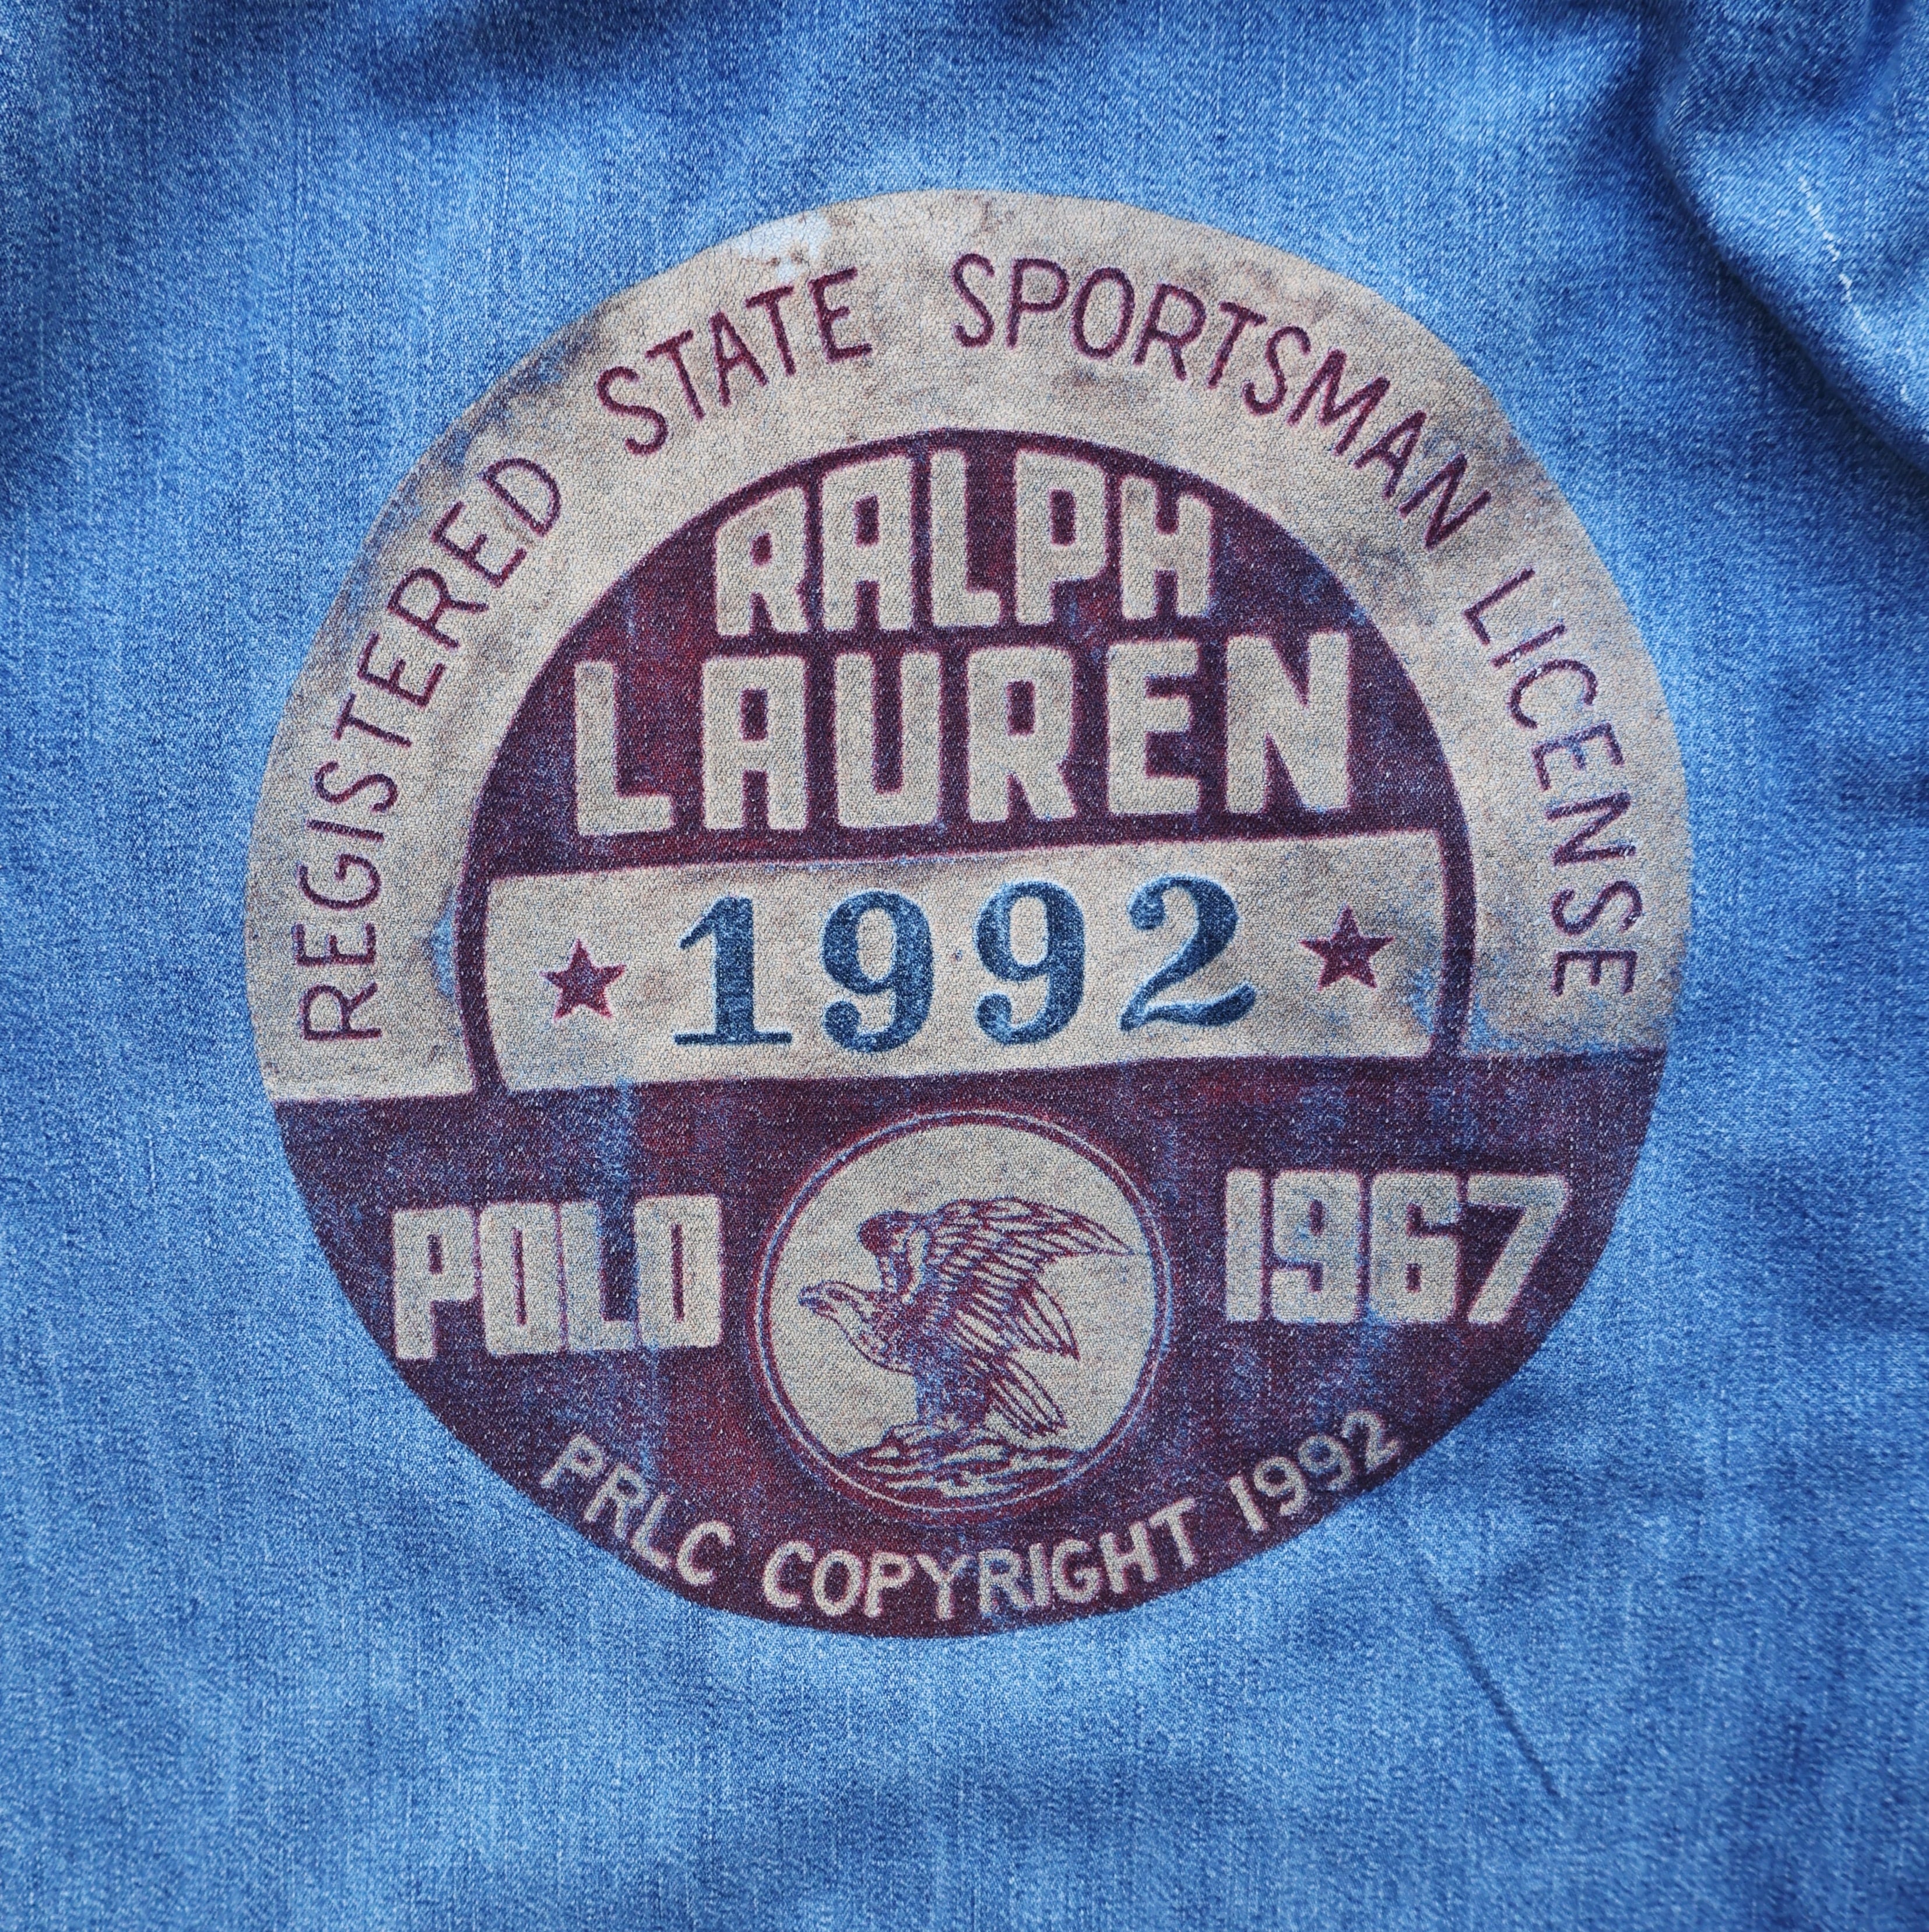 REGISTERED STATE SPORTSMAN LICENSE
RALPH
LAUREN
1992
POLO 1967
PRLC COPYRIGHT 1992